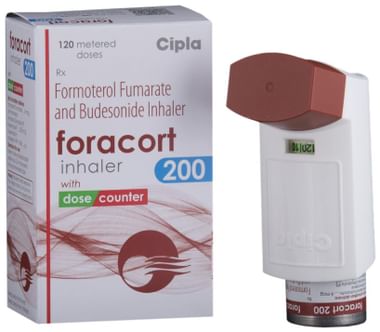 120 metered
doses
Cipla
Rx
Formoterol Fumarate
and Budesonide Inhaler
foracort
inhaler 200
with
dose counter
120
Cipla
foracort 200